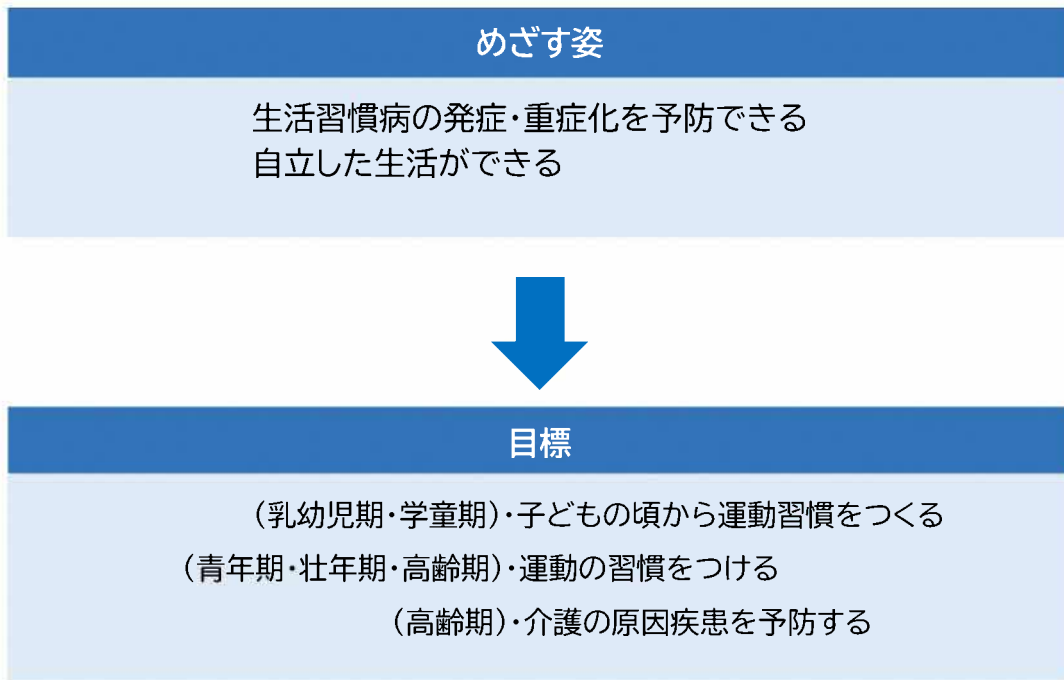 めざす姿
生活習慣病の発症・重症化を予防できる
自立した生活ができる
目標
（乳幼児期・学童期）・子どもの頃から運動習慣をつくる
（青年期・壮年期・高齢期）・運動の習慣をつける
（高齢期）・介護の原因疾患を予防する